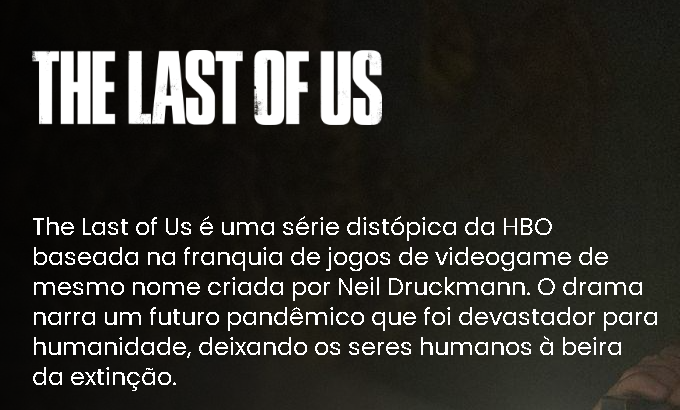 THE LAST OF US
The Last of Us é uma série distópica da HBO
baseada na franquia de jogos de videogame de
mesmo nome criada por Neil Druckmann. O drama
narra um futuro pandêmico que foi devastador para
humanidade, deixando os seres humanos à beira
da extinção.